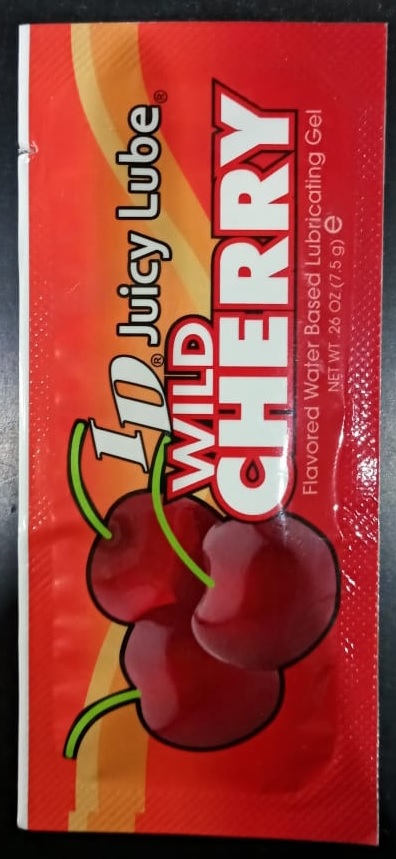 ID® Juicy Lube®
WILD
CHERRY
Flavored Water Based Lubricating Gel
NET WT .26 OZ (7.5 g) e